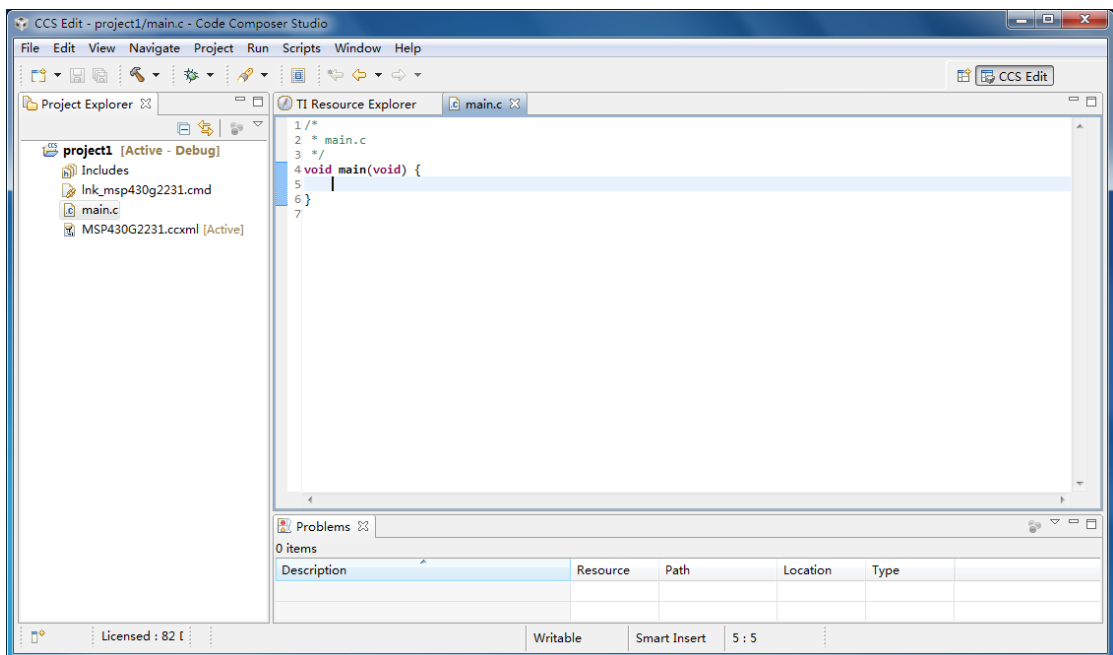 CCS Edit - project1/main.c - Code Composer Studio
File Edit View Navigate Project Run Scripts Window Help
CCS Edit
Project Explorer
TI Resource Explorer
main.c
project1 [Active - Debug]
Includes
lnk_msp430g2231.cmd
main.c
MSP430G2231.ccxml [Active]
1 /*
2 * main.c
3 */
4 void main(void) {
5
6 }
7
Problems
0 items
Description Resource Path Location Type
Licensed : 82 Writable Smart Insert 5 : 5